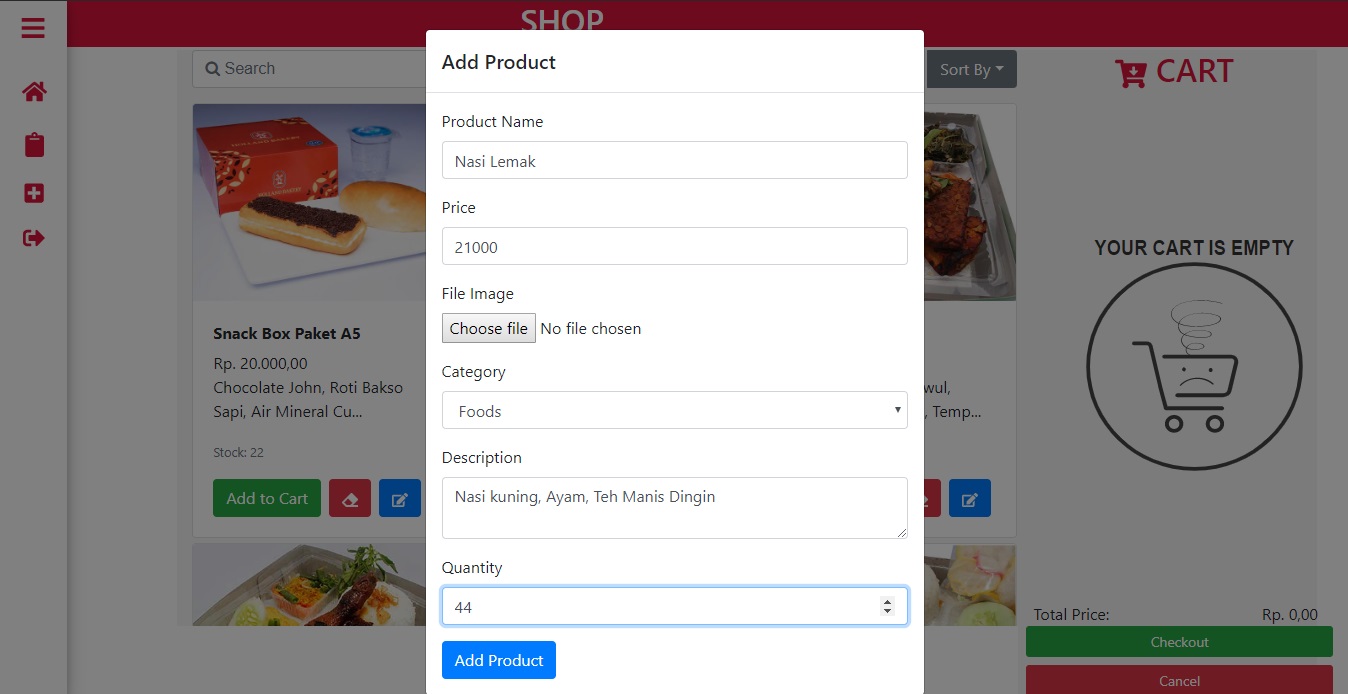 SHOP
Search
Sort By
CART
Add Product
Product Name
Nasi Lemak
Price
21000
File Image
Choose file No file chosen
Category
Foods
Description
Nasi kuning, Ayam, Teh Manis Dingin
Quantity
44
Add Product
Snack Box Paket A5
Rp. 20.000,00
Chocolate John, Roti Bakso
Sapi, Air Mineral Cu...
Stock: 22
Add to Cart
wul,
, Temp...
YOUR CART IS EMPTY
Total Price: Rp. 0,00
Checkout
Cancel